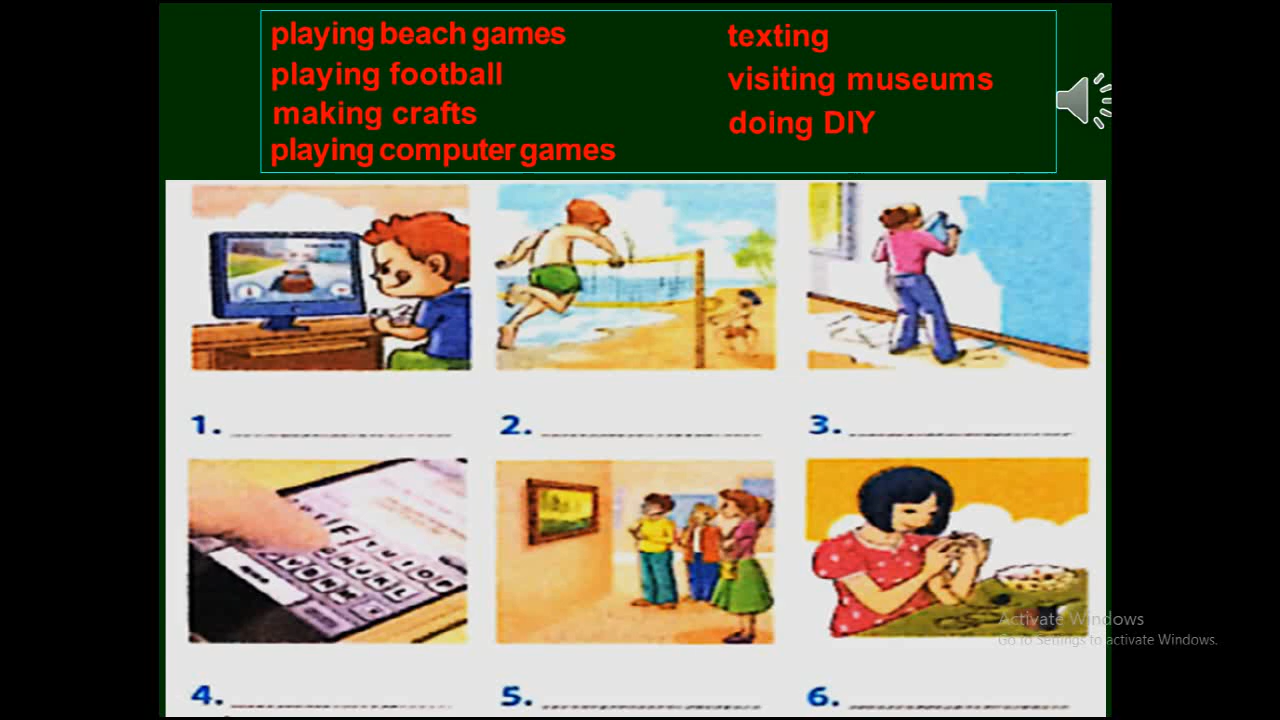 playing beach games
playing football
making crafts
playing computer games
texting
visiting museums
doing DIY
1.
2.
3.
4.
5.
6.
Activate Windows
Go to Settings to activate Windows.